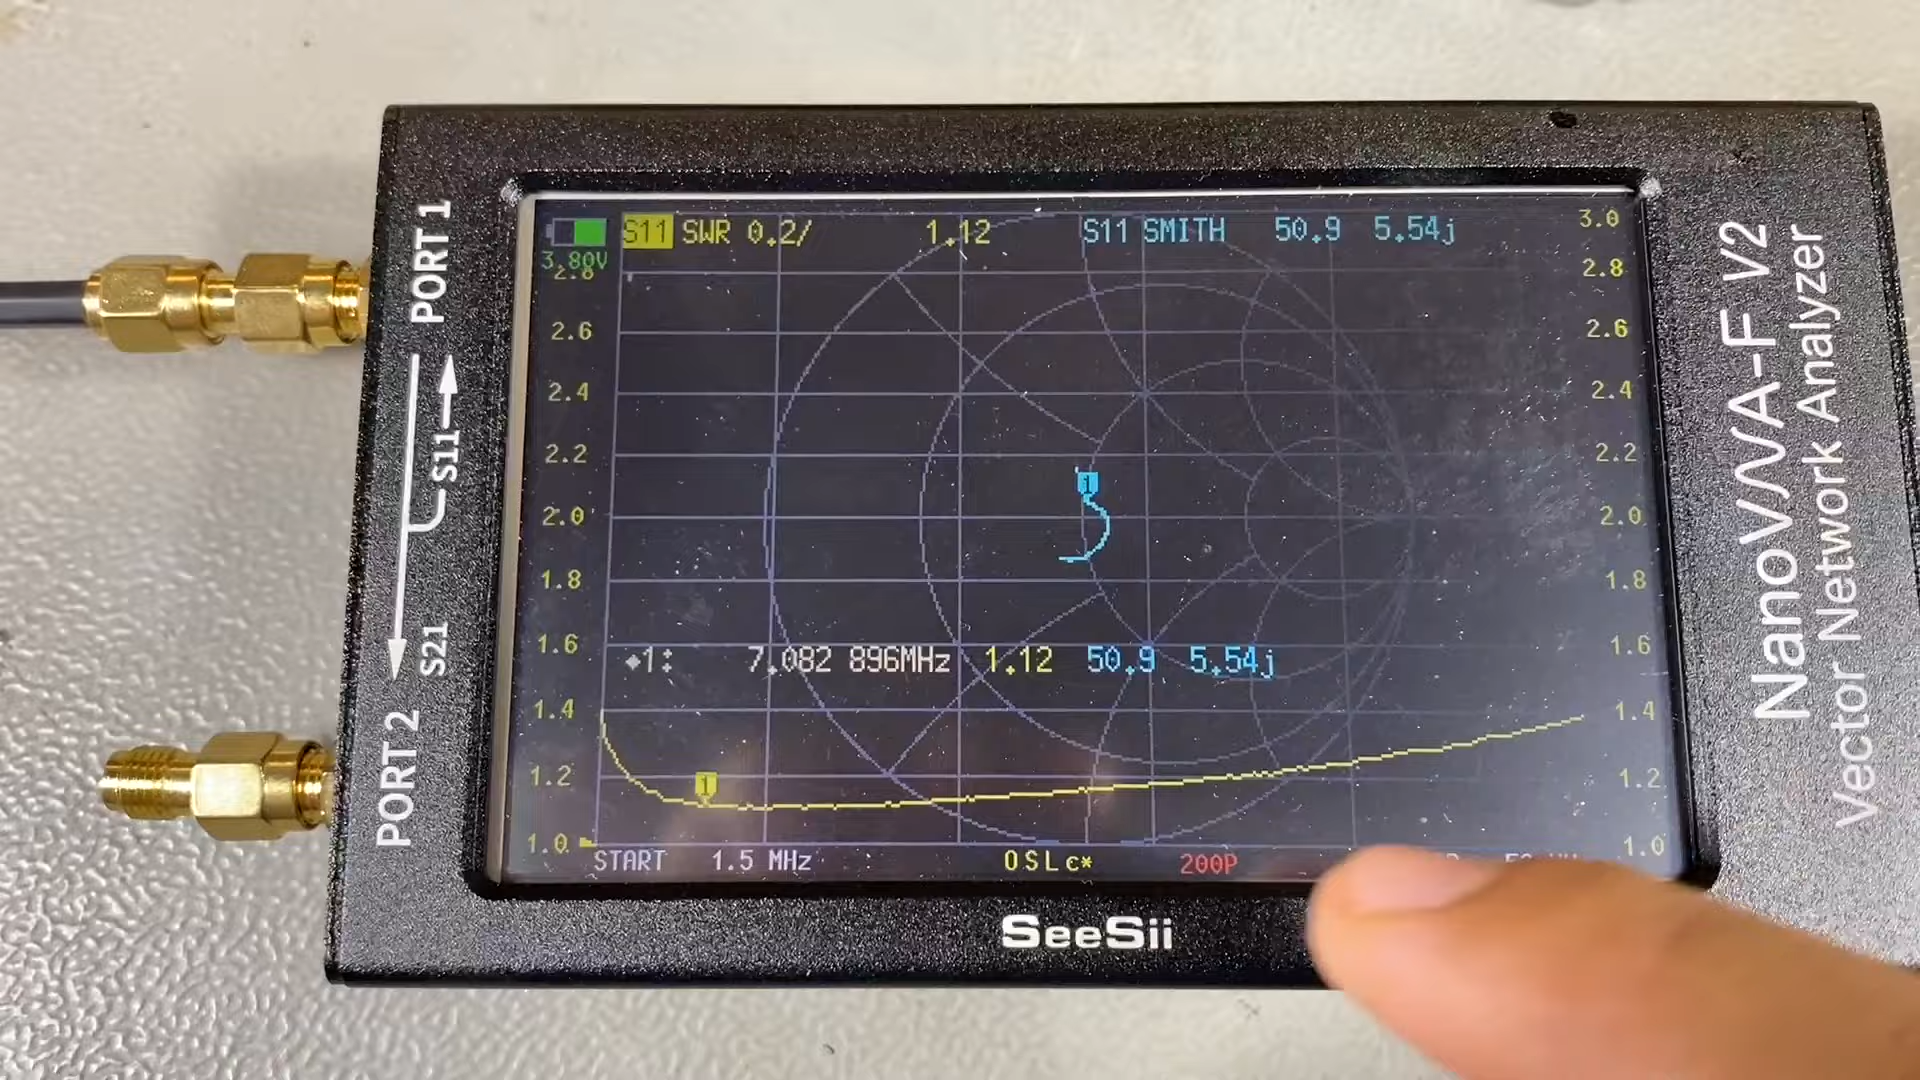 S11 SWR 0.2/ 1.12 S11 SMITH 50.9 5.54j 3.0
3.80V
2.8 2.8
2.6 2.6
2.4 2.4
2.2 2.2
2.0 2.0
1.8 1.8
1.6 1.6
1: 7.082 896MHz 1.12 50.9 5.54j
1.4 1.4
1
1
1.2 1.2
1.0 1.0
START 1.5 MHz OSLc* 200P
SeeSii
PORT 1
S11
S21
PORT 2
NanoVNA-F V2
Vector Network Analyzer